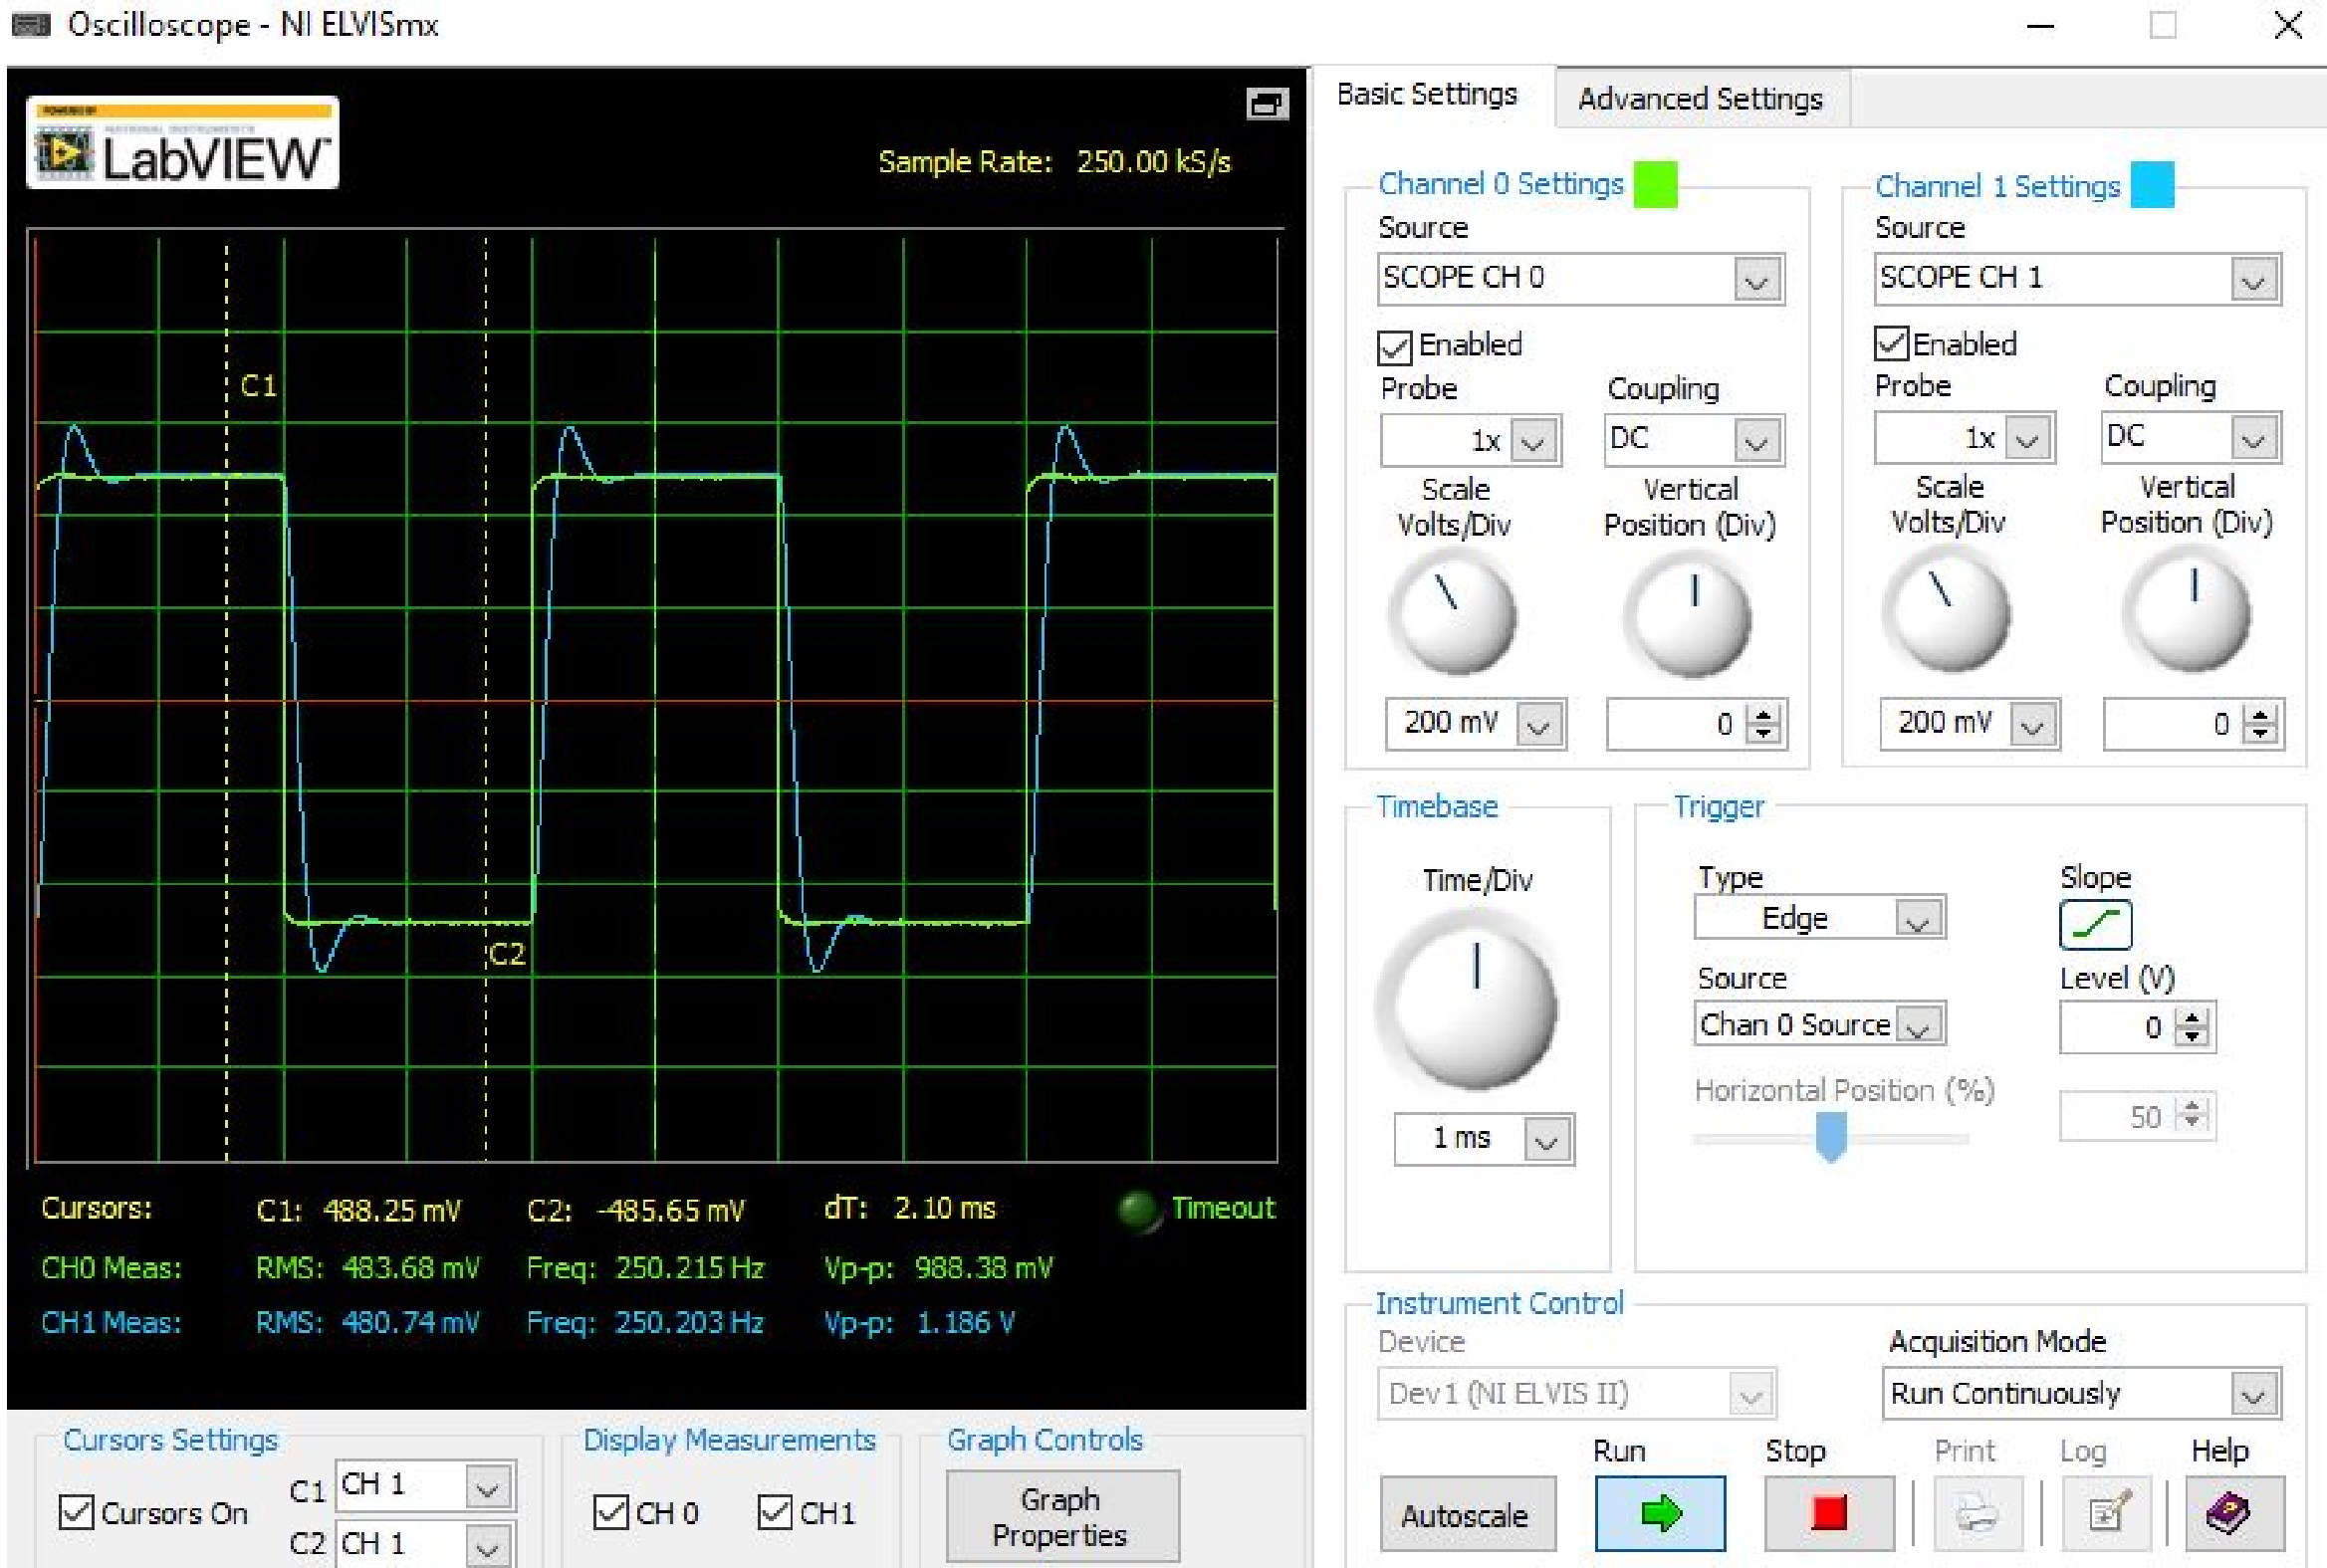 Oscilloscope - NI ELVISmx
POWERED BY
NATIONAL INSTRUMENTS
LabVIEW™
Sample Rate: 250.00 kS/s
C1
C2
Cursors: C1: 488.25 mV C2: -485.65 mV dT: 2.10 ms Timeout
CH0 Meas: RMS: 483.68 mV Freq: 250.215 Hz Vp-p: 988.38 mV
CH1 Meas: RMS: 480.74 mV Freq: 250.203 Hz Vp-p: 1.186 V
Cursors Settings
Cursors On
C1 CH 1
C2 CH 1
Display Measurements
CH 0 CH1
Graph Controls
Graph
Properties
Basic Settings Advanced Settings
Channel 0 Settings
Source
SCOPE CH 0
Enabled
Probe Coupling
1x DC
Scale Vertical
Volts/Div Position (Div)
200 mV 0
Channel 1 Settings
Source
SCOPE CH 1
Enabled
Probe Coupling
1x DC
Scale Vertical
Volts/Div Position (Div)
200 mV 0
Timebase
Time/Div
1 ms
Trigger
Type Slope
Edge
Source Level (V)
Chan 0 Source 0
Horizontal Position (%)
50
Instrument Control
Device Acquisition Mode
Dev1 (NI ELVIS II) Run Continuously
Run Stop Print Log Help
Autoscale